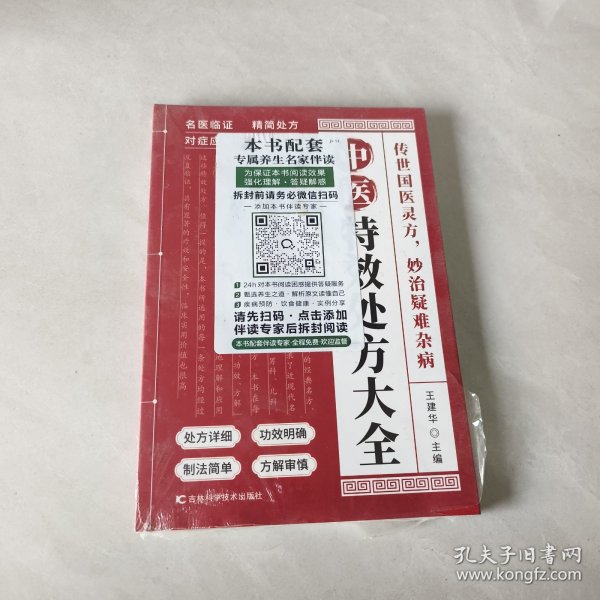 名医临证 精简处方
对症应
本书配套
专属养生名家伴读
为保证本书阅读效果
强化理解·答疑解惑
拆封前请务必微信扫码
添加本书伴读专家
1 24h对本书阅读困惑提供答疑服务
2 甄选养生之道·解析原文读懂自己
3 疾病预防·饮食健康·实例分享
请先扫码·点击添加
伴读专家后拆封阅读
本书配套伴读专家·全程免费·欢迎监督
中医特效处方大全
传世国医灵方，妙治疑难杂病
王建华◎主编
处方详细
功效明确
制法简单
方解审慎
吉林科学技术出版社
孔夫子旧书网
www.kongfz.com